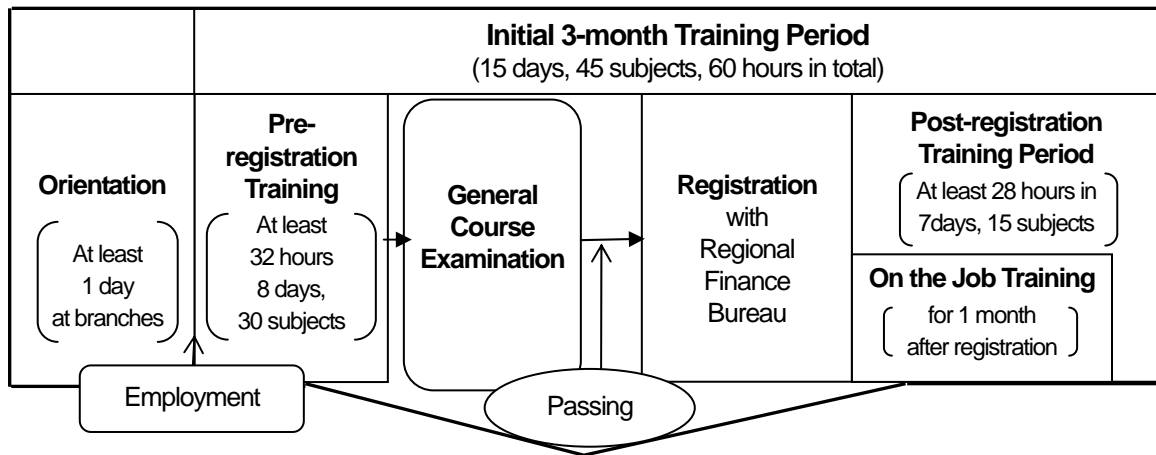 Initial 3-month Training Period
(15 days, 45 subjects, 60 hours in total)
Orientation
At least
1 day
at branches
Pre-
registration
Training
At least
32 hours
8 days,
30 subjects
General
Course
Examination
Registration
with
Regional
Finance
Bureau
Post-registration
Training Period
At least 28 hours in
7days, 15 subjects
On the Job Training
for 1 month
after registration
Employment
Passing